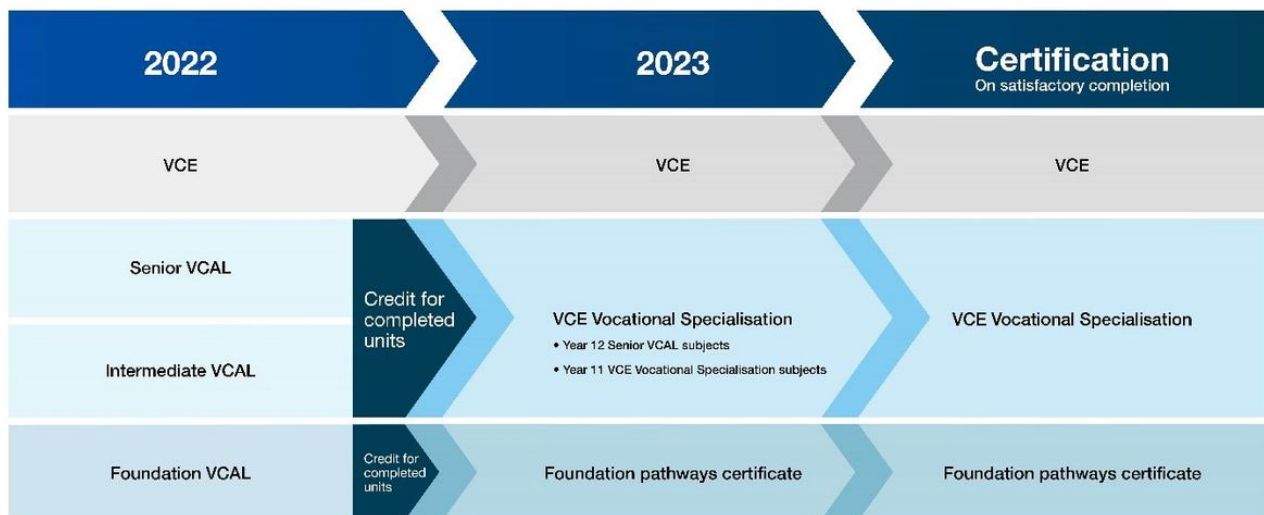 2022
2023
Certification
On satisfactory completion
VCE
VCE
VCE
Senior VCAL
Intermediate VCAL
Credit for
completed
units
VCE Vocational Specialisation
• Year 12 Senior VCAL subjects
• Year 11 VCE Vocational Specialisation subjects
VCE Vocational Specialisation
Foundation VCAL
Credit for
completed
units
Foundation pathways certificate
Foundation pathways certificate